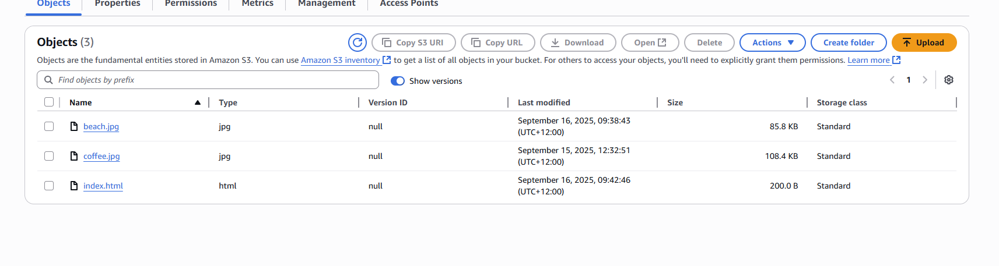 Objects Properties Permissions Metrics Management Access Points
Objects (3) Copy S3 URI Copy URL Download Open Delete Actions Create folder Upload
Objects are the fundamental entities stored in Amazon S3. You can use Amazon S3 inventory to get a list of all objects in your bucket. For others to access your objects, you'll need to explicitly grant them permissions. Learn more
Find objects by prefix Show versions 1
Name Type Version ID Last modified Size Storage class
beach.jpg jpg null September 16, 2025, 09:38:43 (UTC+12:00) 85.8 KB Standard
coffee.jpg jpg null September 15, 2025, 12:32:51 (UTC+12:00) 108.4 KB Standard
index.html html null September 16, 2025, 09:42:46 (UTC+12:00) 200.0 B Standard